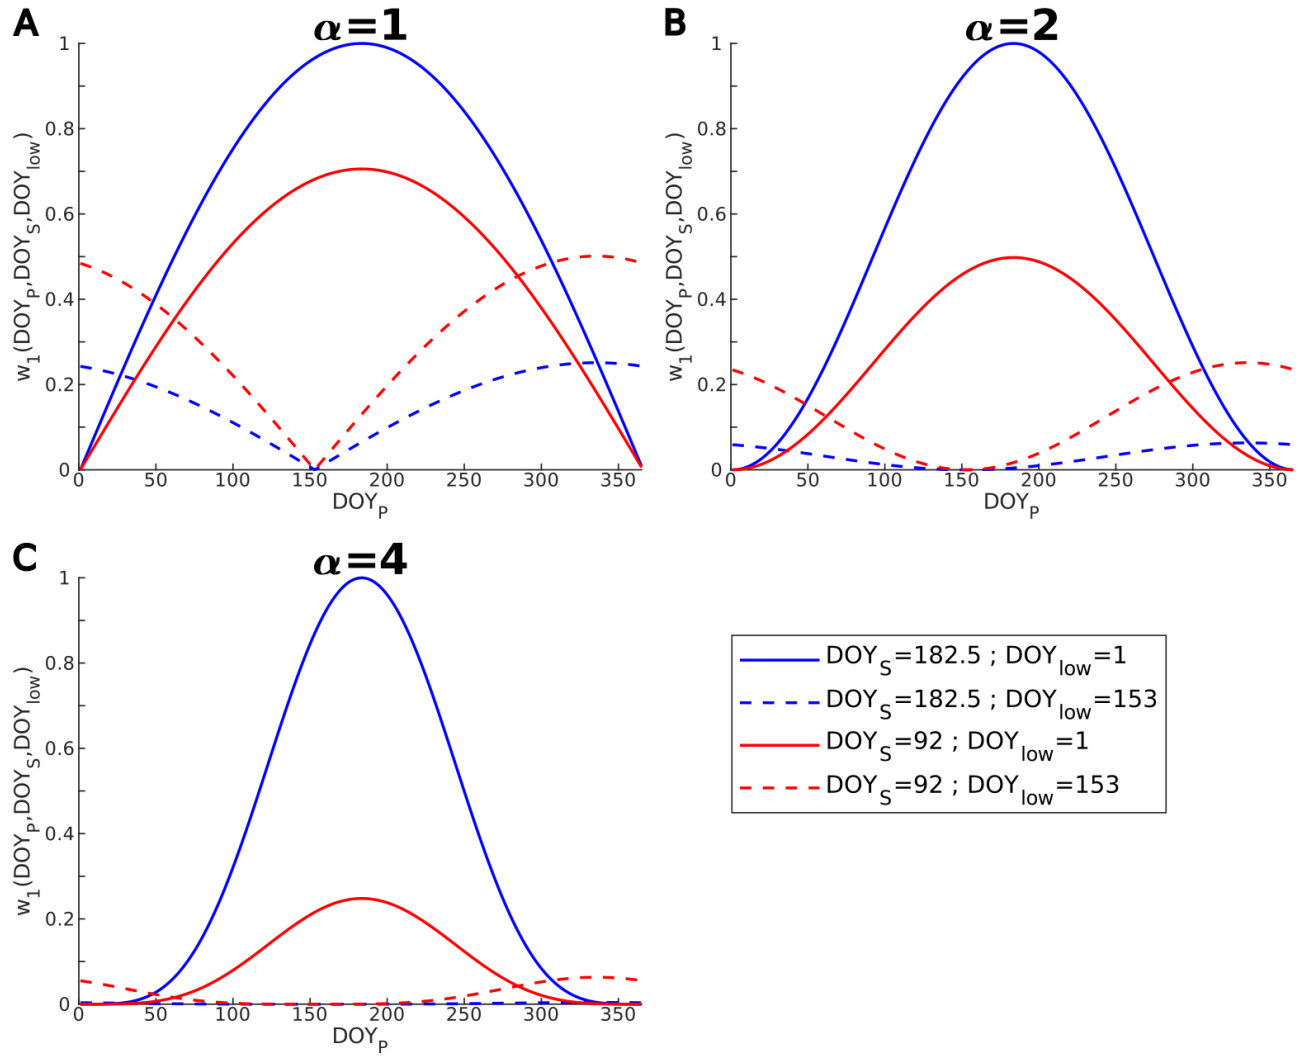 A
α=1
1
0.8
0.6
0.4
0.2
0
w1(DOYP,DOYS,DOYlow)
0 50 100 150 200 250 300 350
DOYP
B
α=2
1
0.8
0.6
0.4
0.2
0
w1(DOYP,DOYS,DOYlow)
0 50 100 150 200 250 300 350
DOYP
C
α=4
1
0.8
0.6
0.4
0.2
0
w1(DOYP,DOYS,DOYlow)
0 50 100 150 200 250 300 350
DOYP
DOYS=182.5 ; DOYlow=1
DOYS=182.5 ; DOYlow=153
DOYS=92 ; DOYlow=1
DOYS=92 ; DOYlow=153